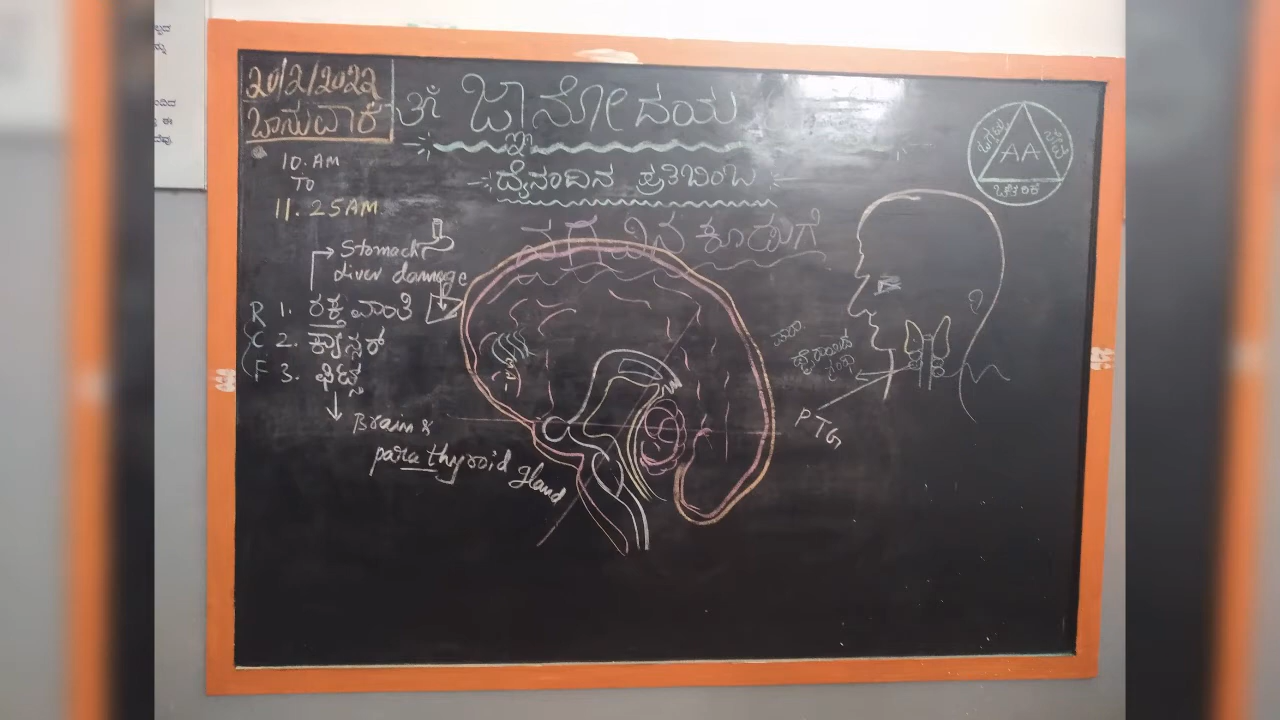 20/2/2022
ಭಾನುವಾರ
ಓಂ ಜ್ಞಾನೋದಯ
ದೈನಂದಿನ ಪ್ರತಿಬಿಂಬ
10. AM
TO
11. 25AM
AA
Stomach
Liver damage
R 1. ರಕ್ತ ವಾಂತಿ
C 2. ಕ್ಯಾನ್ಸರ್
F 3. ಫಿಟ್ಸ್
Brain &
para thyroid gland
PTG